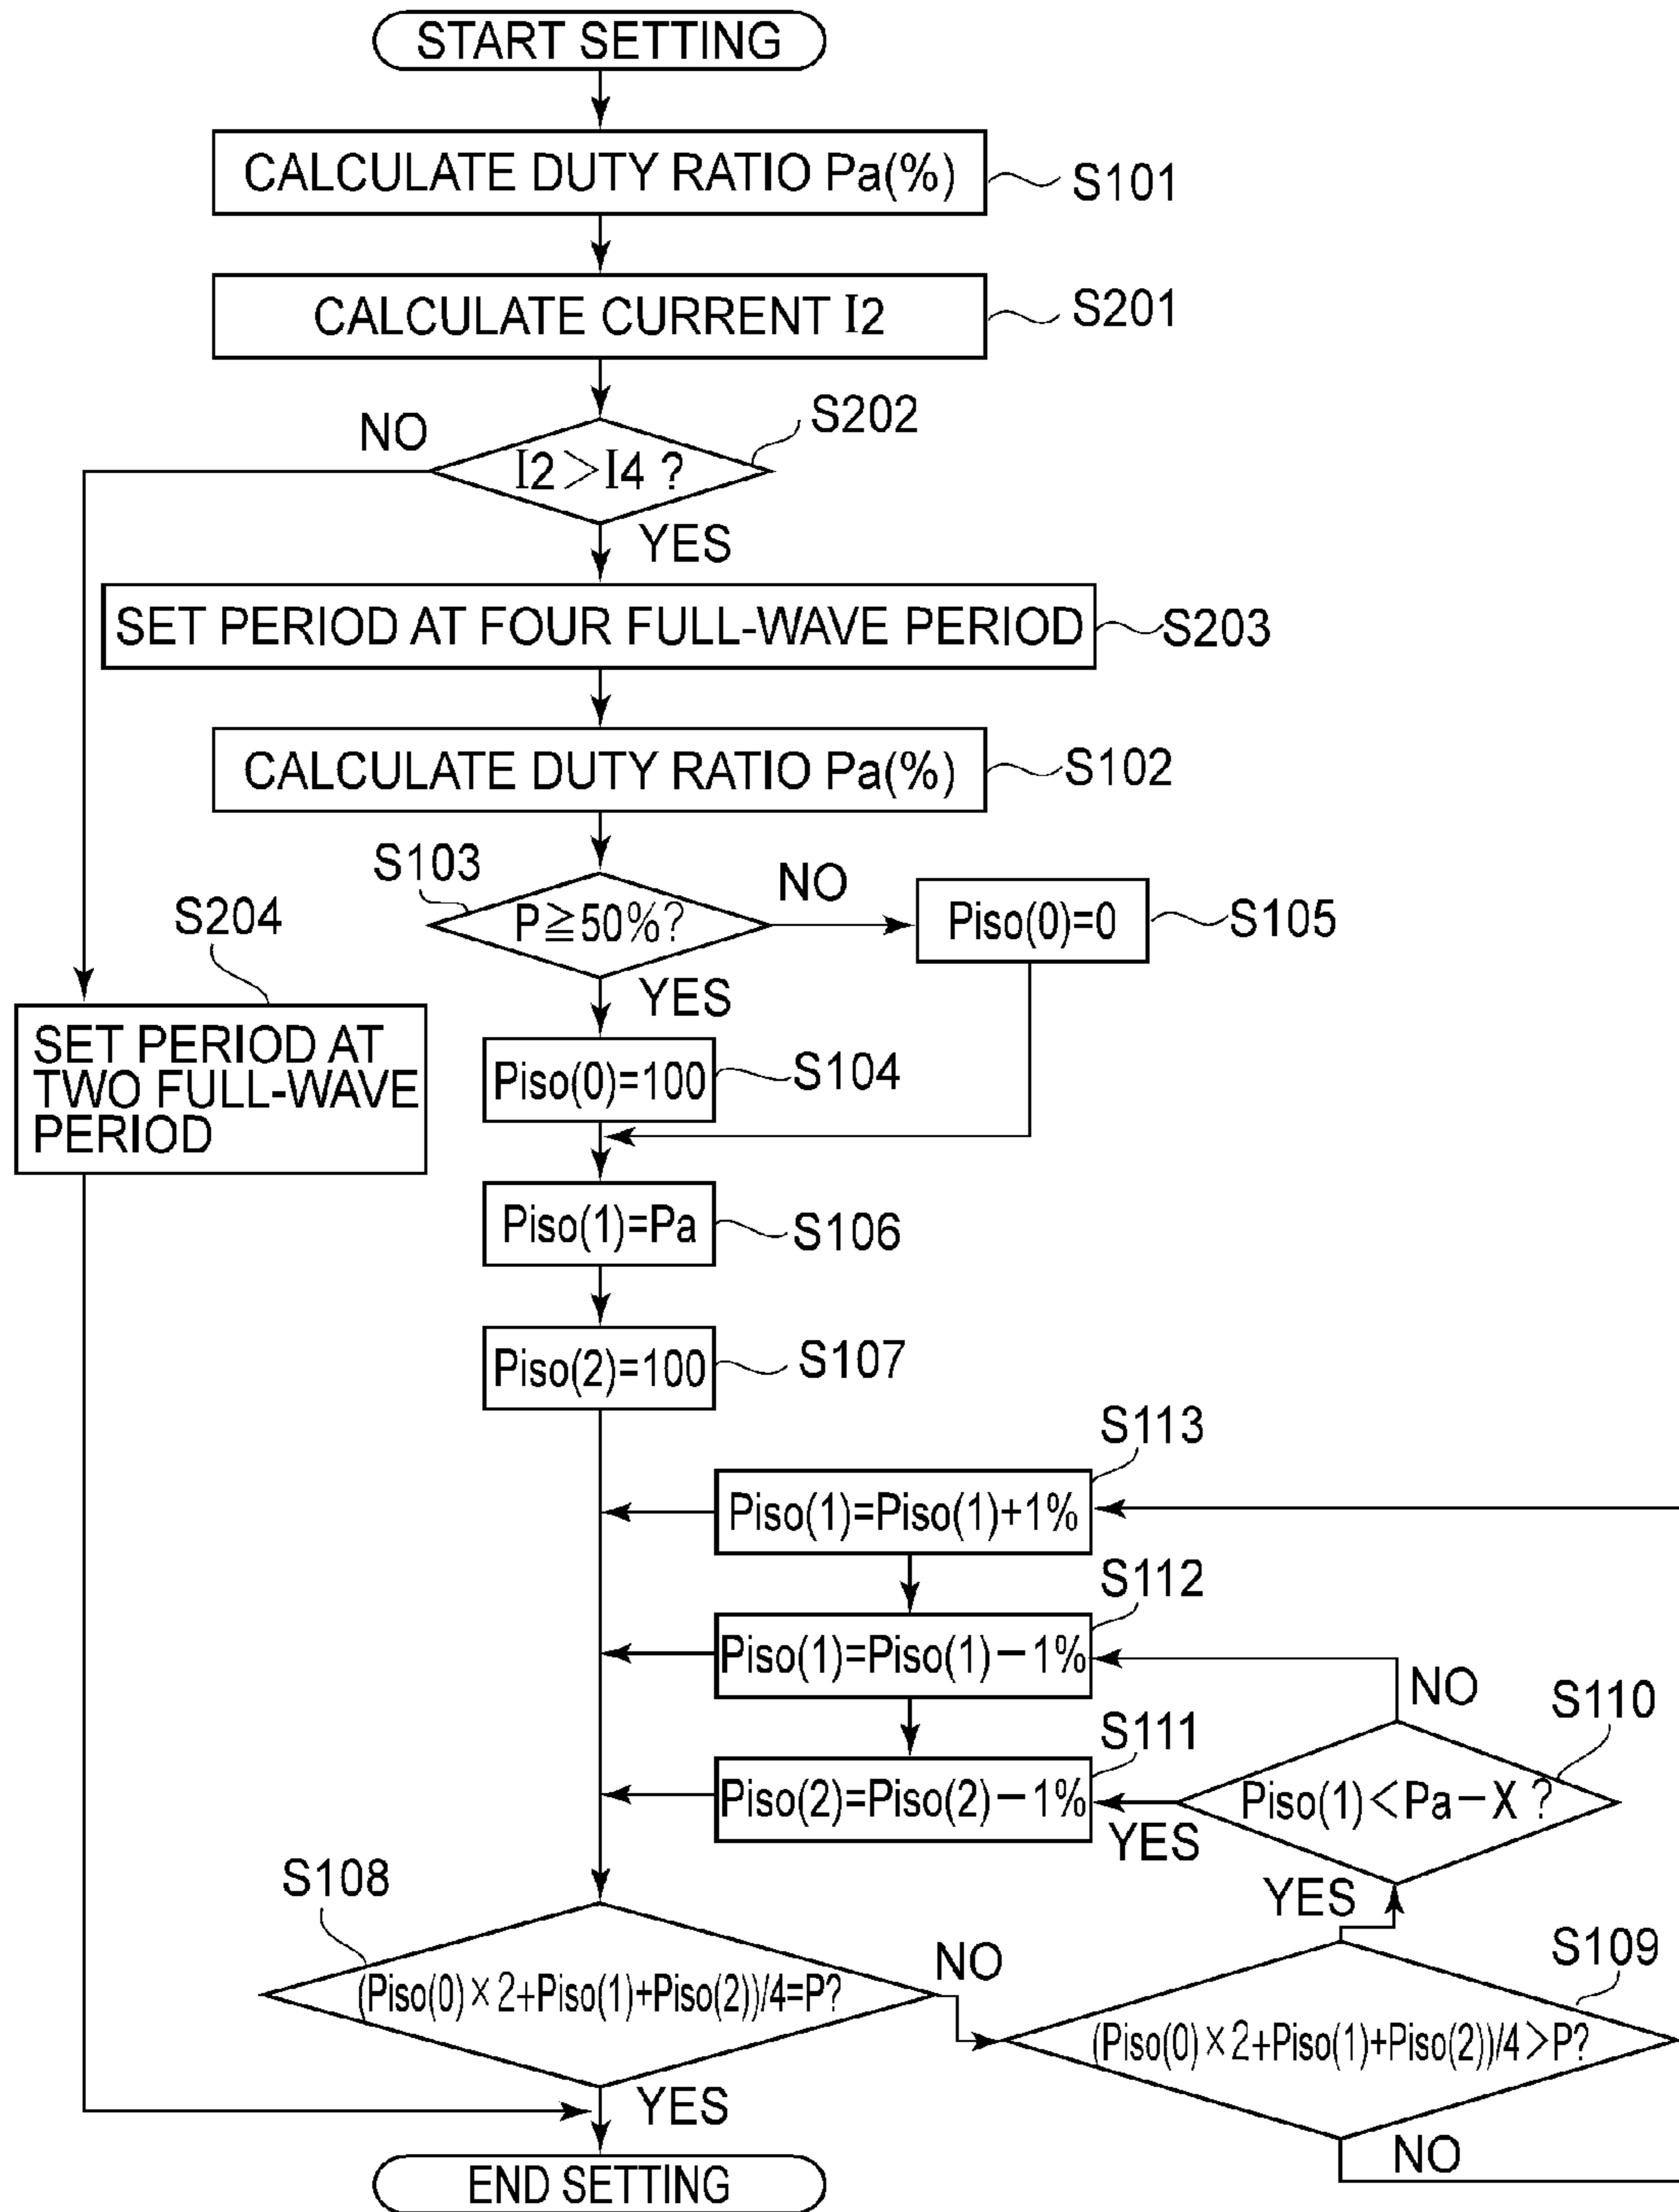 START SETTING
CALCULATE DUTY RATIO Pa(%)
S101
CALCULATE CURRENT I2
S201
S202
NO
I2>I4 ?
YES
SET PERIOD AT FOUR FULL-WAVE PERIOD
S203
CALCULATE DUTY RATIO Pa(%)
S102
S103
NO
P≧50%?
Piso(0)=0
S105
S204
YES
SET PERIOD AT
TWO FULL-WAVE
PERIOD
Piso(0)=100
S104
Piso(1)=Pa
S106
Piso(2)=100
S107
S113
Piso(1)=Piso(1)+1%
S112
Piso(1)=Piso(1)−1%
NO
S110
S111
Piso(2)=Piso(2)−1%
Piso(1)<Pa−X ?
YES
S108
YES
S109
(Piso(0)×2+Piso(1)+Piso(2))/4=P?
NO
(Piso(0)×2+Piso(1)+Piso(2))/4>P?
YES
NO
END SETTING